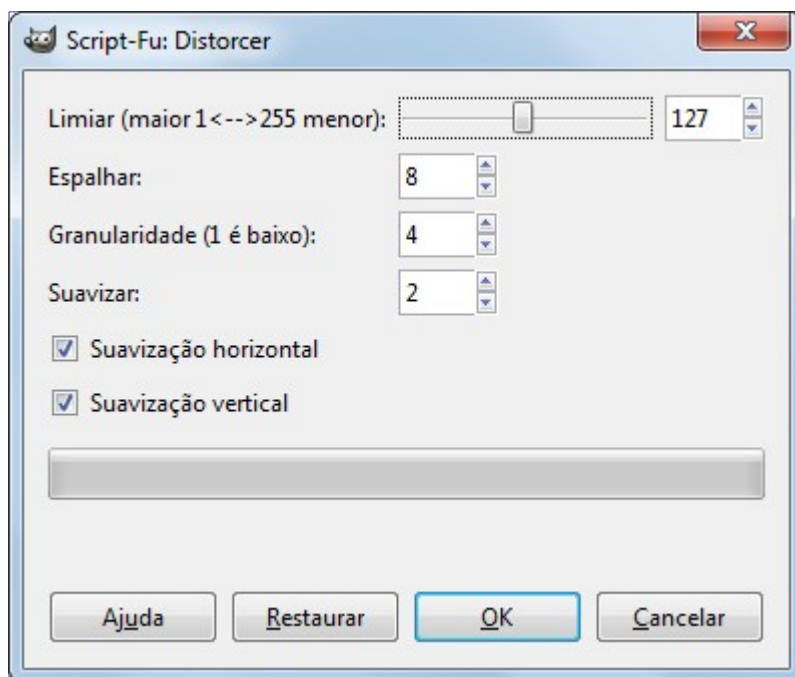 Script-Fu: Distorcer
Limiar (maior 1<-->255 menor): 127
Espalhar: 8
Granularidade (1 é baixo): 4
Suavizar: 2
Suavização horizontal
Suavização vertical
Ajuda Restaurar OK Cancelar